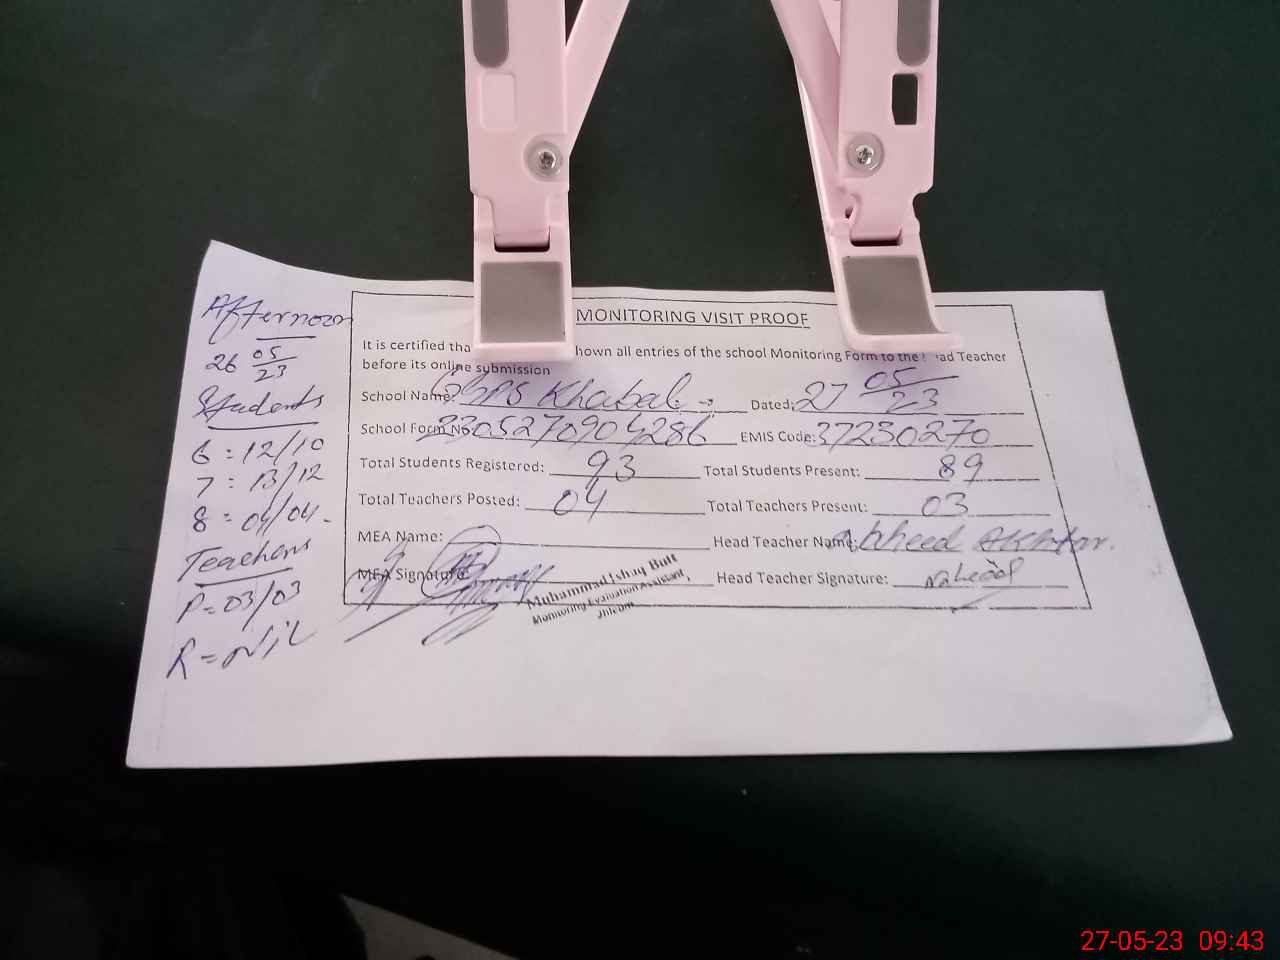 MONITORING VISIT PROOF
It is certified tha hown all entries of the school Monitoring Form to the ad Teacher
before its online submission
School Name: GGPS Khabal Dated: 27 05/23
School Form No 2305270904286 EMIS Code: 37230270
Total Students Registered: 93 Total Students Present: 89
Total Teachers Posted: 04 Total Teachers Present: 03
MEA Name: Head Teacher Name: Naheed Akhtar.
MEA Signature Head Teacher Signature: Naheed
Muhammad Ishaq Butt
Monitoring Evaluation Assistant,
Jhlecm
Afternoon
26 05/23
Students
6 : 12/10
7 : 13/12
8 = 04/04-
Teachers
P = 03/03
R = Nil
27-05-23 09:43